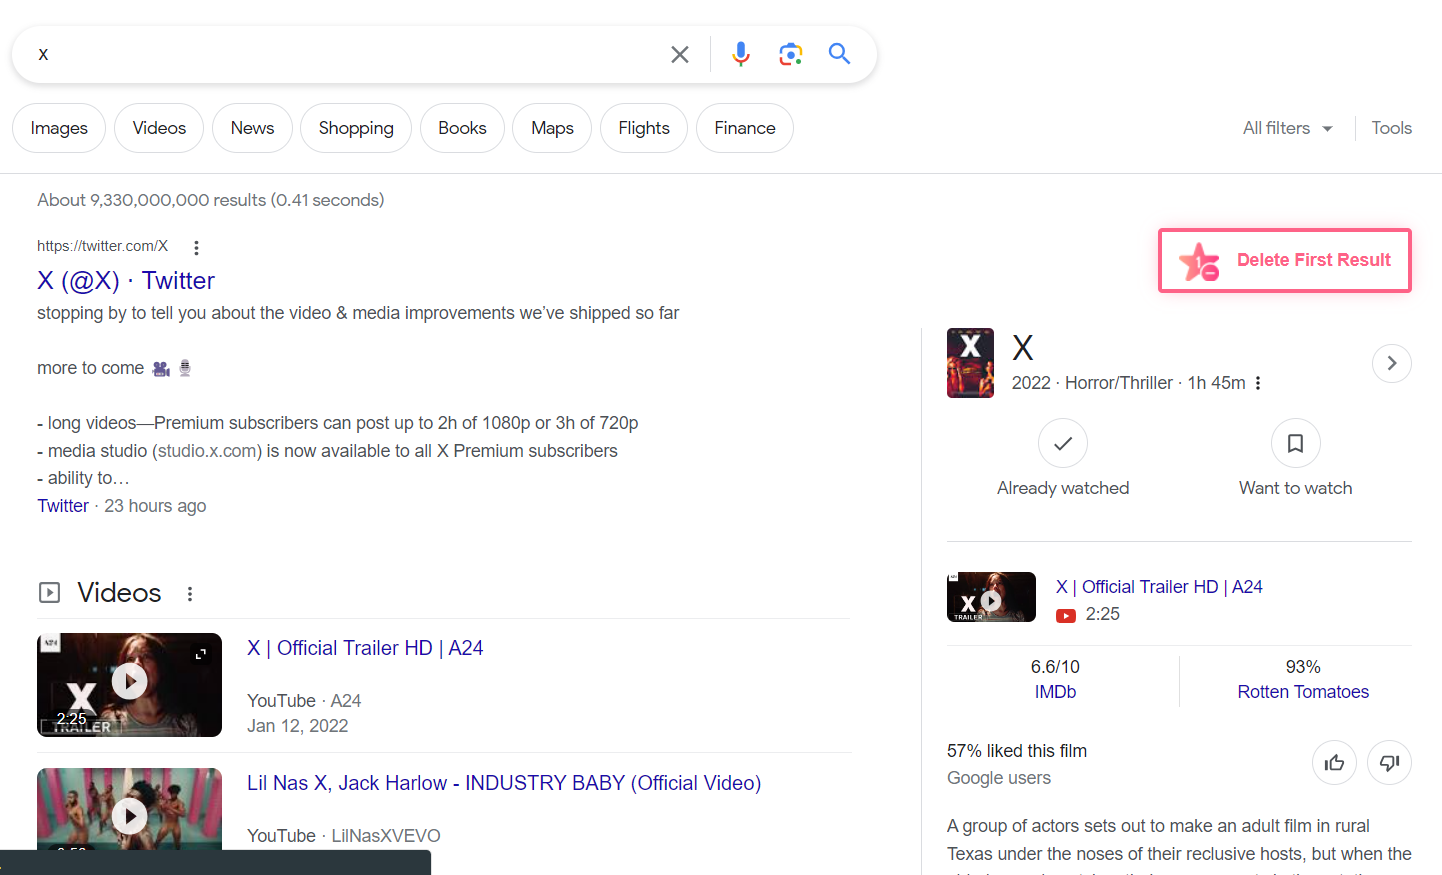 x
Images
Videos
News
Shopping
Books
Maps
Flights
Finance
All filters
Tools
About 9,330,000,000 results (0.41 seconds)
https://twitter.com/X
X (@X) · Twitter
stopping by to tell you about the video & media improvements we've shipped so far
more to come 🎥 🎙️
- long videos—Premium subscribers can post up to 2h of 1080p or 3h of 720p
- media studio (studio.x.com) is now available to all X Premium subscribers
- ability to…
Twitter · 23 hours ago
Videos
A24
X
2:25
TRAILER
X | Official Trailer HD | A24
YouTube · A24
Jan 12, 2022
Lil Nas X, Jack Harlow - INDUSTRY BABY (Official Video)
YouTube · LilNasXVEVO
1
Delete First Result
X
X
2022 · Horror/Thriller · 1h 45m
Already watched
Want to watch
X
TRAILER
X | Official Trailer HD | A24
2:25
6.6/10
IMDb
93%
Rotten Tomatoes
57% liked this film
Google users
A group of actors sets out to make an adult film in rural
Texas under the noses of their reclusive hosts, but when the